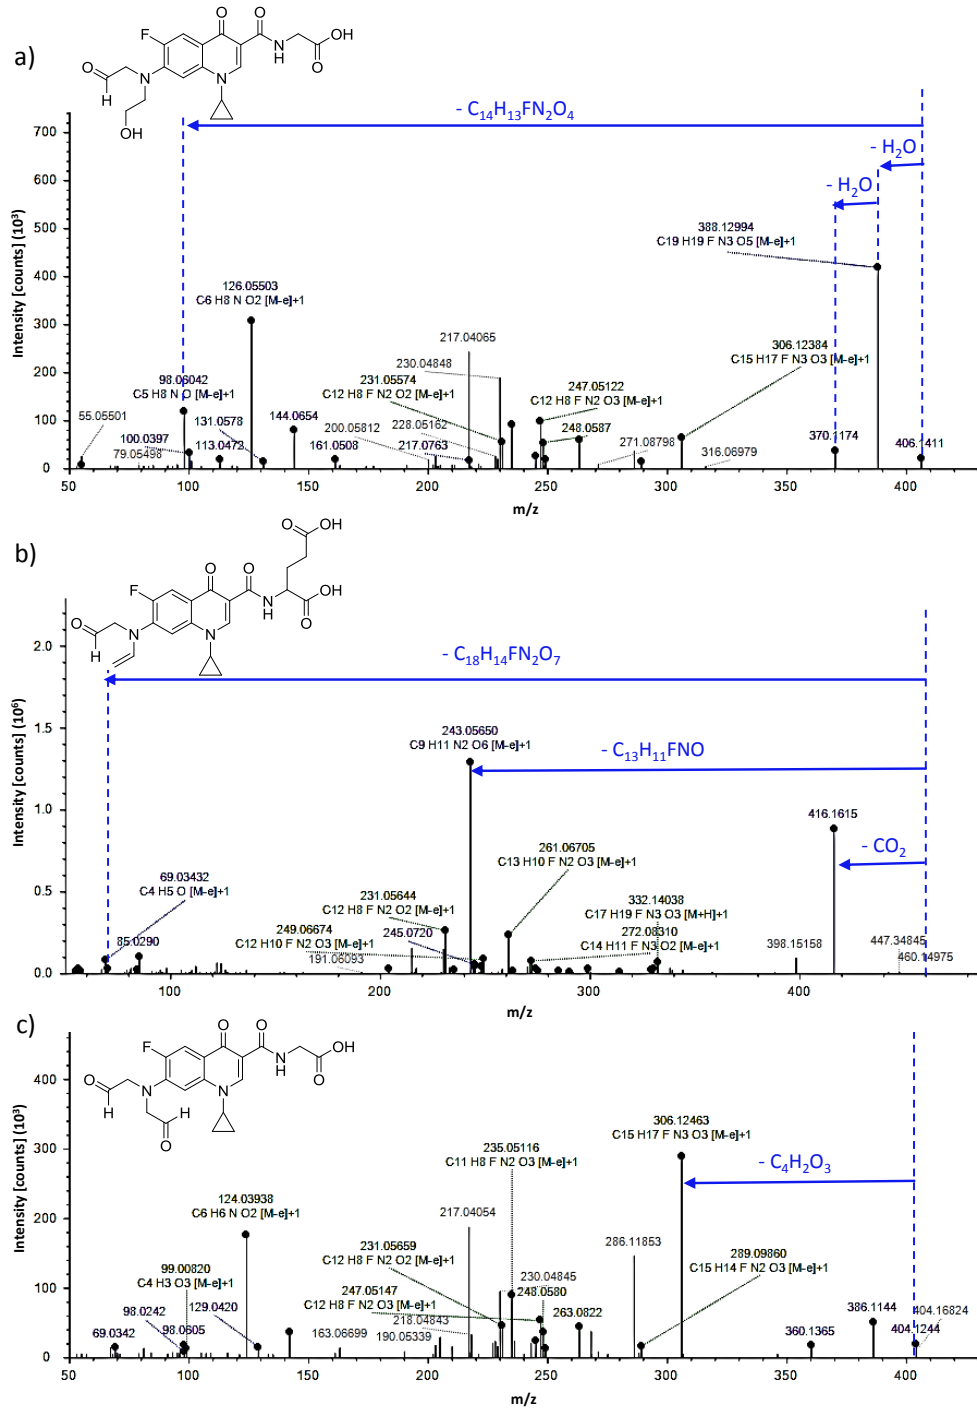 a)
F
O
O
N
H
OH
O
O
H
N
N
OH
- C14H13FN2O4
- H2O
- H2O
Intensity [counts] (10³)
700
600
500
400
300
200
100
0
388.12994
C19 H19 F N3 O5 [M-e]+1
126.05503
C6 H8 N O2 [M-e]+1
217.04065
306.12384
C15 H17 F N3 O3 [M-e]+1
230.04848
98.06042
C5 H8 N O [M-e]+1
231.05574
C12 H8 F N2 O2 [M-e]+1
247.05122
C12 H8 F N2 O3 [M-e]+1
55.05501
131.0578
144.0654
200.05812
228.05162
248.0587
370.1174
406.1411
100.0397
113.0472
79.05498
161.0508
217.0763
271.08798
316.06979
50
100
150
200
250
300
350
400
m/z
b)
O
OH
F
O
O
N
H
OH
O
O
H
N
N
- C18H14FN2O7
- C13H11FNO
- CO2
Intensity [counts] (10⁶)
2.0
1.5
1.0
0.5
0.0
243.05650
C9 H11 N2 O6 [M-e]+1
416.1615
261.06705
C13 H10 F N2 O3 [M-e]+1
69.03432
C4 H5 O [M-e]+1
231.05644
C12 H8 F N2 O2 [M-e]+1
332.14038
C17 H19 F N3 O3 [M+H]+1
249.06674
C12 H10 F N2 O3 [M-e]+1
245.0720
272.08310
C14 H11 F N3 O2 [M-e]+1
85.0290
191.06093
398.15158
447.34845
460.14975
100
200
300
400
m/z
c)
F
O
O
N
H
OH
O
O
H
N
N
H
O
- C4H2O3
Intensity [counts] (10³)
400
300
200
100
0
306.12463
C15 H17 F N3 O3 [M-e]+1
235.05116
C11 H8 F N2 O3 [M-e]+1
124.03938
C6 H6 N O2 [M-e]+1
217.04054
286.11853
289.09860
C15 H14 F N2 O3 [M-e]+1
231.05659
C12 H8 F N2 O2 [M-e]+1
99.00820
C4 H3 O3 [M-e]+1
247.05147
C12 H8 F N2 O3 [M-e]+1
230.04845
248.0580
263.0822
98.0242
129.0420
218.04843
386.1144
404.16824
404.1244
69.0342
98.0605
163.06699
190.05339
360.1365
50
100
150
200
250
300
350
400
m/z